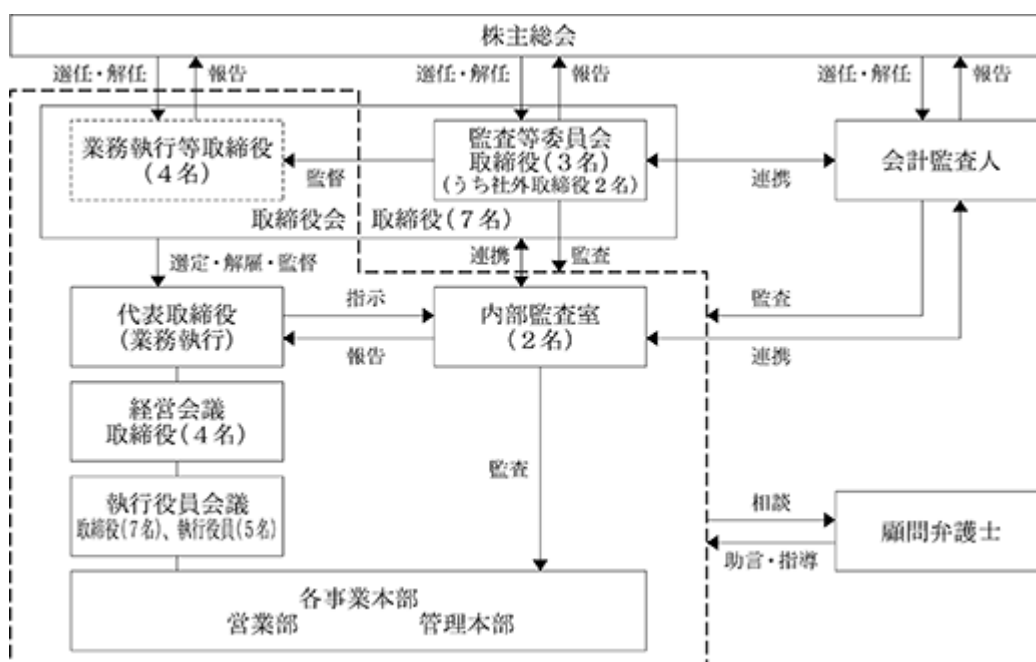 株主総会
選任・解任
報告
選任・解任
報告
選任・解任
報告
業務執行等取締役
(4名)
監督
監査等委員会
取締役(3名)
(うち社外取締役2名)
連携
会計監査人
取締役会
取締役(7名)
選定・解雇・監督
連携
監査
代表取締役
(業務執行)
指示
報告
内部監査室
(2名)
監査
連携
経営会議
取締役(4名)
監査
執行役員会議
取締役(7名)、執行役員(5名)
相談
助言・指導
顧問弁護士
各事業本部
営業部
管理本部